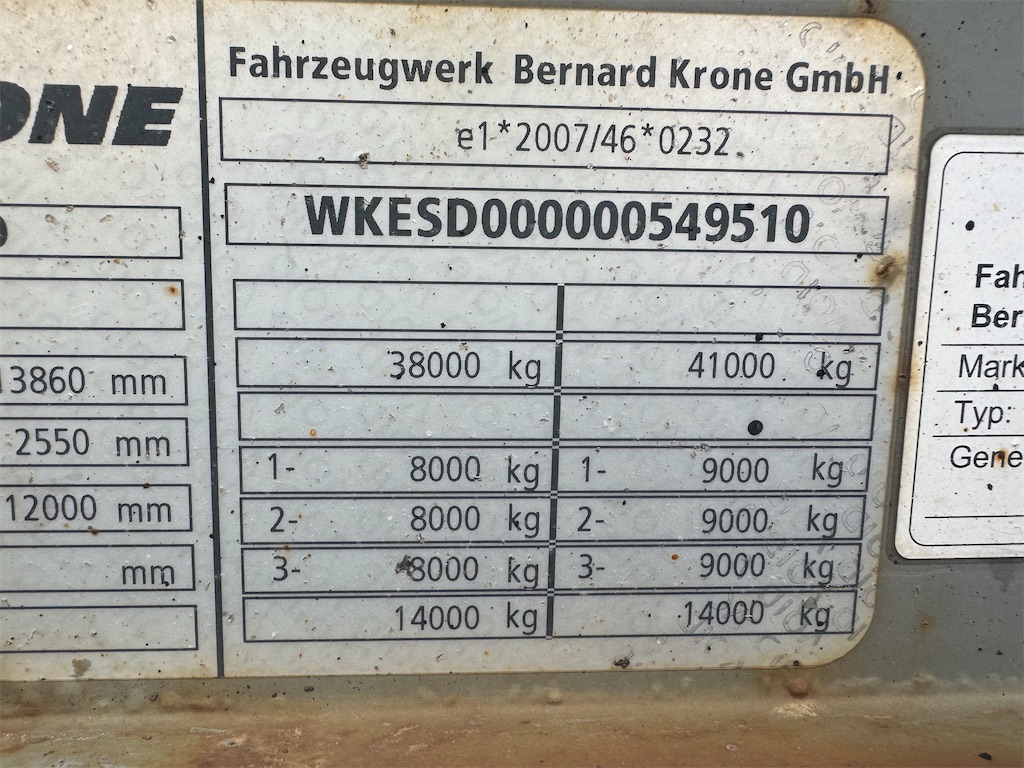 Fahrzeugwerk Bernard Krone GmbH
ONE
e1*2007/46*0232
WKESD000000549510
38000 kg 41000 kg
13860 mm
2550 mm
12000 mm
mm
1- 8000 kg 1- 9000 kg
2- 8000 kg 2- 9000 kg
3- 8000 kg 3- 9000 kg
14000 kg 14000 kg
Fah
Ber
Mark
Typ:
Gene